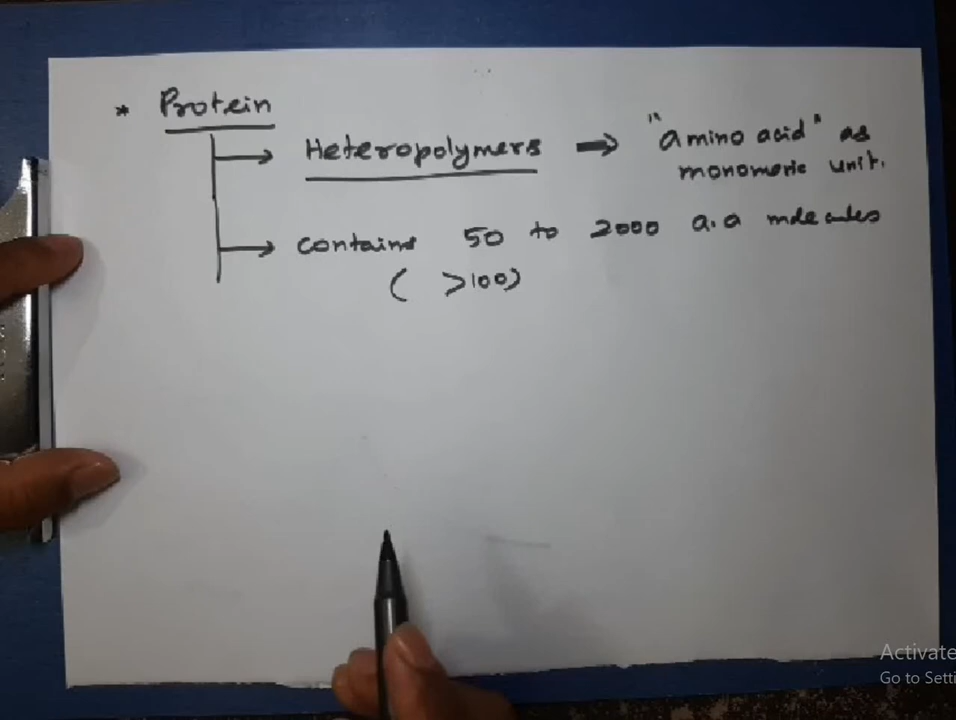 * Protein
Heteropolymers → "amino acid" as
monomeric unit.
contains 50 to 2000 a.a molecules
( >100)
Activate
Go to Setti